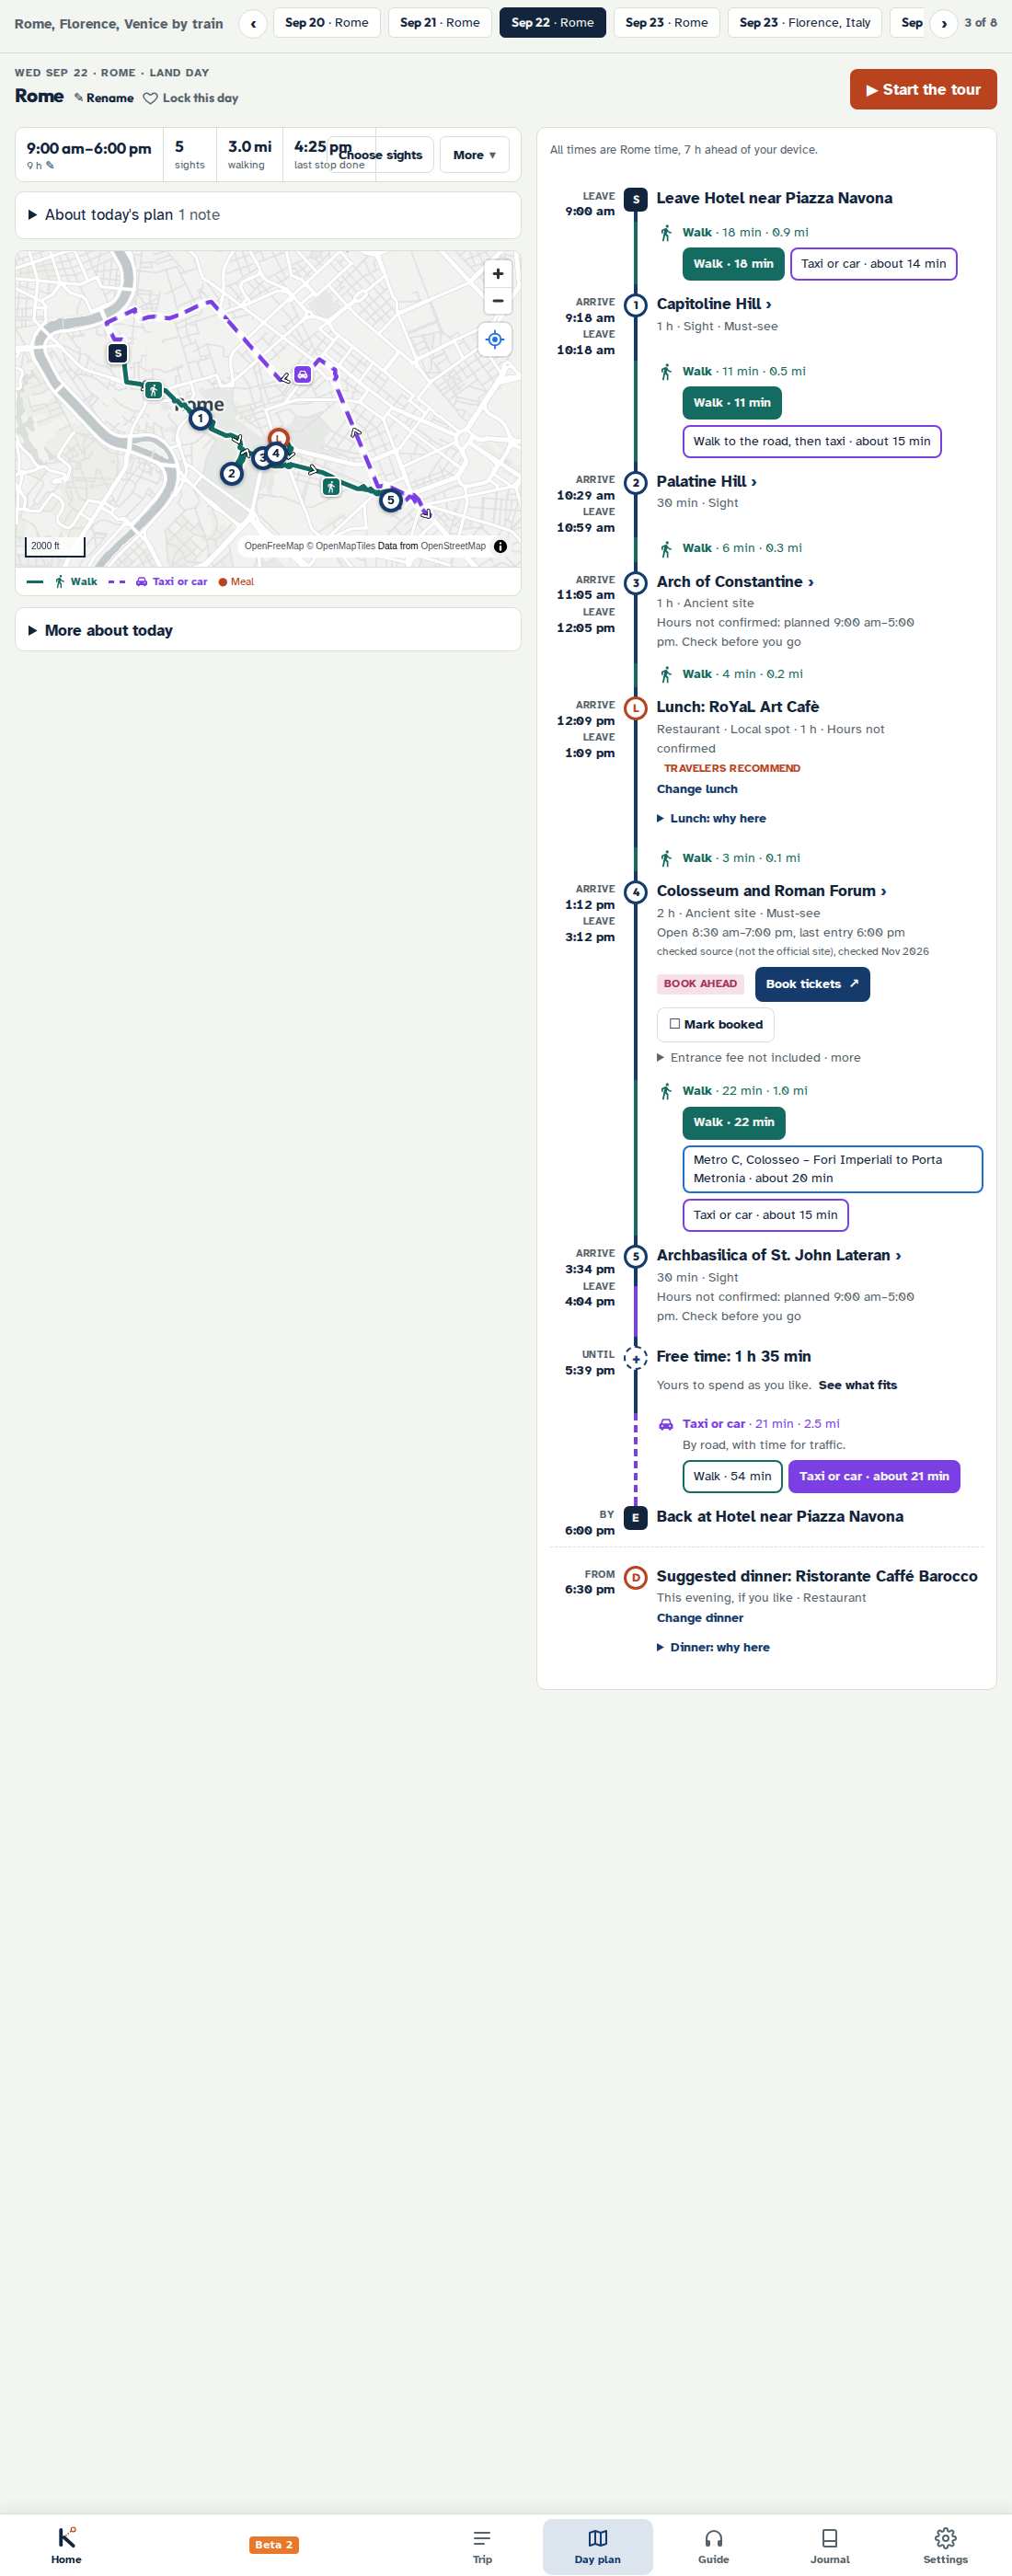 Rome, Florence, Venice by train
‹
Sep 20 · Rome
Sep 21 · Rome
Sep 22 · Rome
Sep 23 · Rome
Sep 23 · Florence, Italy
Sep
›
3 of 8
WED SEP 22 · ROME · LAND DAY
Rome ✎ Rename Lock this day
▶ Start the tour
9:00 am–6:00 pm
9 h ✎
5
sights
3.0 mi
walking
4:25 pm
last stop done
Choose sights
More ▾
▶ About today's plan 1 note
+
−
S
Rome
1
2
3
4
L
5
2000 ft
OpenFreeMap © OpenMapTiles Data from OpenStreetMap
Walk
Taxi or car
Meal
▶ More about today
All times are Rome time, 7 h ahead of your device.
LEAVE
9:00 am
S
Leave Hotel near Piazza Navona
Walk · 18 min · 0.9 mi
Walk · 18 min
Taxi or car · about 14 min
ARRIVE
9:18 am
LEAVE
10:18 am
1
Capitoline Hill ›
1 h · Sight · Must-see
Walk · 11 min · 0.5 mi
Walk · 11 min
Walk to the road, then taxi · about 15 min
ARRIVE
10:29 am
LEAVE
10:59 am
2
Palatine Hill ›
30 min · Sight
Walk · 6 min · 0.3 mi
ARRIVE
11:05 am
LEAVE
12:05 pm
3
Arch of Constantine ›
1 h · Ancient site
Hours not confirmed: planned 9:00 am–5:00
pm. Check before you go
Walk · 4 min · 0.2 mi
ARRIVE
12:09 pm
LEAVE
1:09 pm
L
Lunch: RoYaL Art Cafè
Restaurant · Local spot · 1 h · Hours not
confirmed
TRAVELERS RECOMMEND
Change lunch
▶ Lunch: why here
Walk · 3 min · 0.1 mi
ARRIVE
1:12 pm
LEAVE
3:12 pm
4
Colosseum and Roman Forum ›
2 h · Ancient site · Must-see
Open 8:30 am–7:00 pm, last entry 6:00 pm
checked source (not the official site), checked Nov 2026
BOOK AHEAD
Book tickets ↗
☐ Mark booked
▶ Entrance fee not included · more
Walk · 22 min · 1.0 mi
Walk · 22 min
Metro C, Colosseo – Fori Imperiali to Porta
Metronia · about 20 min
Taxi or car · about 15 min
ARRIVE
3:34 pm
LEAVE
4:04 pm
5
Archbasilica of St. John Lateran ›
30 min · Sight
Hours not confirmed: planned 9:00 am–5:00
pm. Check before you go
UNTIL
5:39 pm
+
Free time: 1 h 35 min
Yours to spend as you like. See what fits
Taxi or car · 21 min · 2.5 mi
By road, with time for traffic.
Walk · 54 min
Taxi or car · about 21 min
BY
6:00 pm
E
Back at Hotel near Piazza Navona
FROM
6:30 pm
D
Suggested dinner: Ristorante Caffé Barocco
This evening, if you like · Restaurant
Change dinner
▶ Dinner: why here
Home
Beta 2
Trip
Day plan
Guide
Journal
Settings